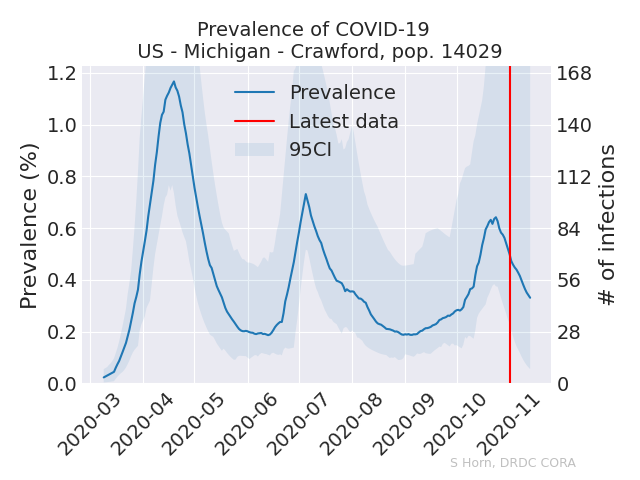 Prevalence of COVID-19
US - Michigan - Crawford, pop. 14029
Prevalence
Latest data
95CI
Prevalence (%)
1.2
1.0
0.8
0.6
0.4
0.2
0.0
168
140
112
84
56
28
0
# of infections
2020-03
2020-04
2020-05
2020-06
2020-07
2020-08
2020-09
2020-10
2020-11
S Horn, DRDC CORA